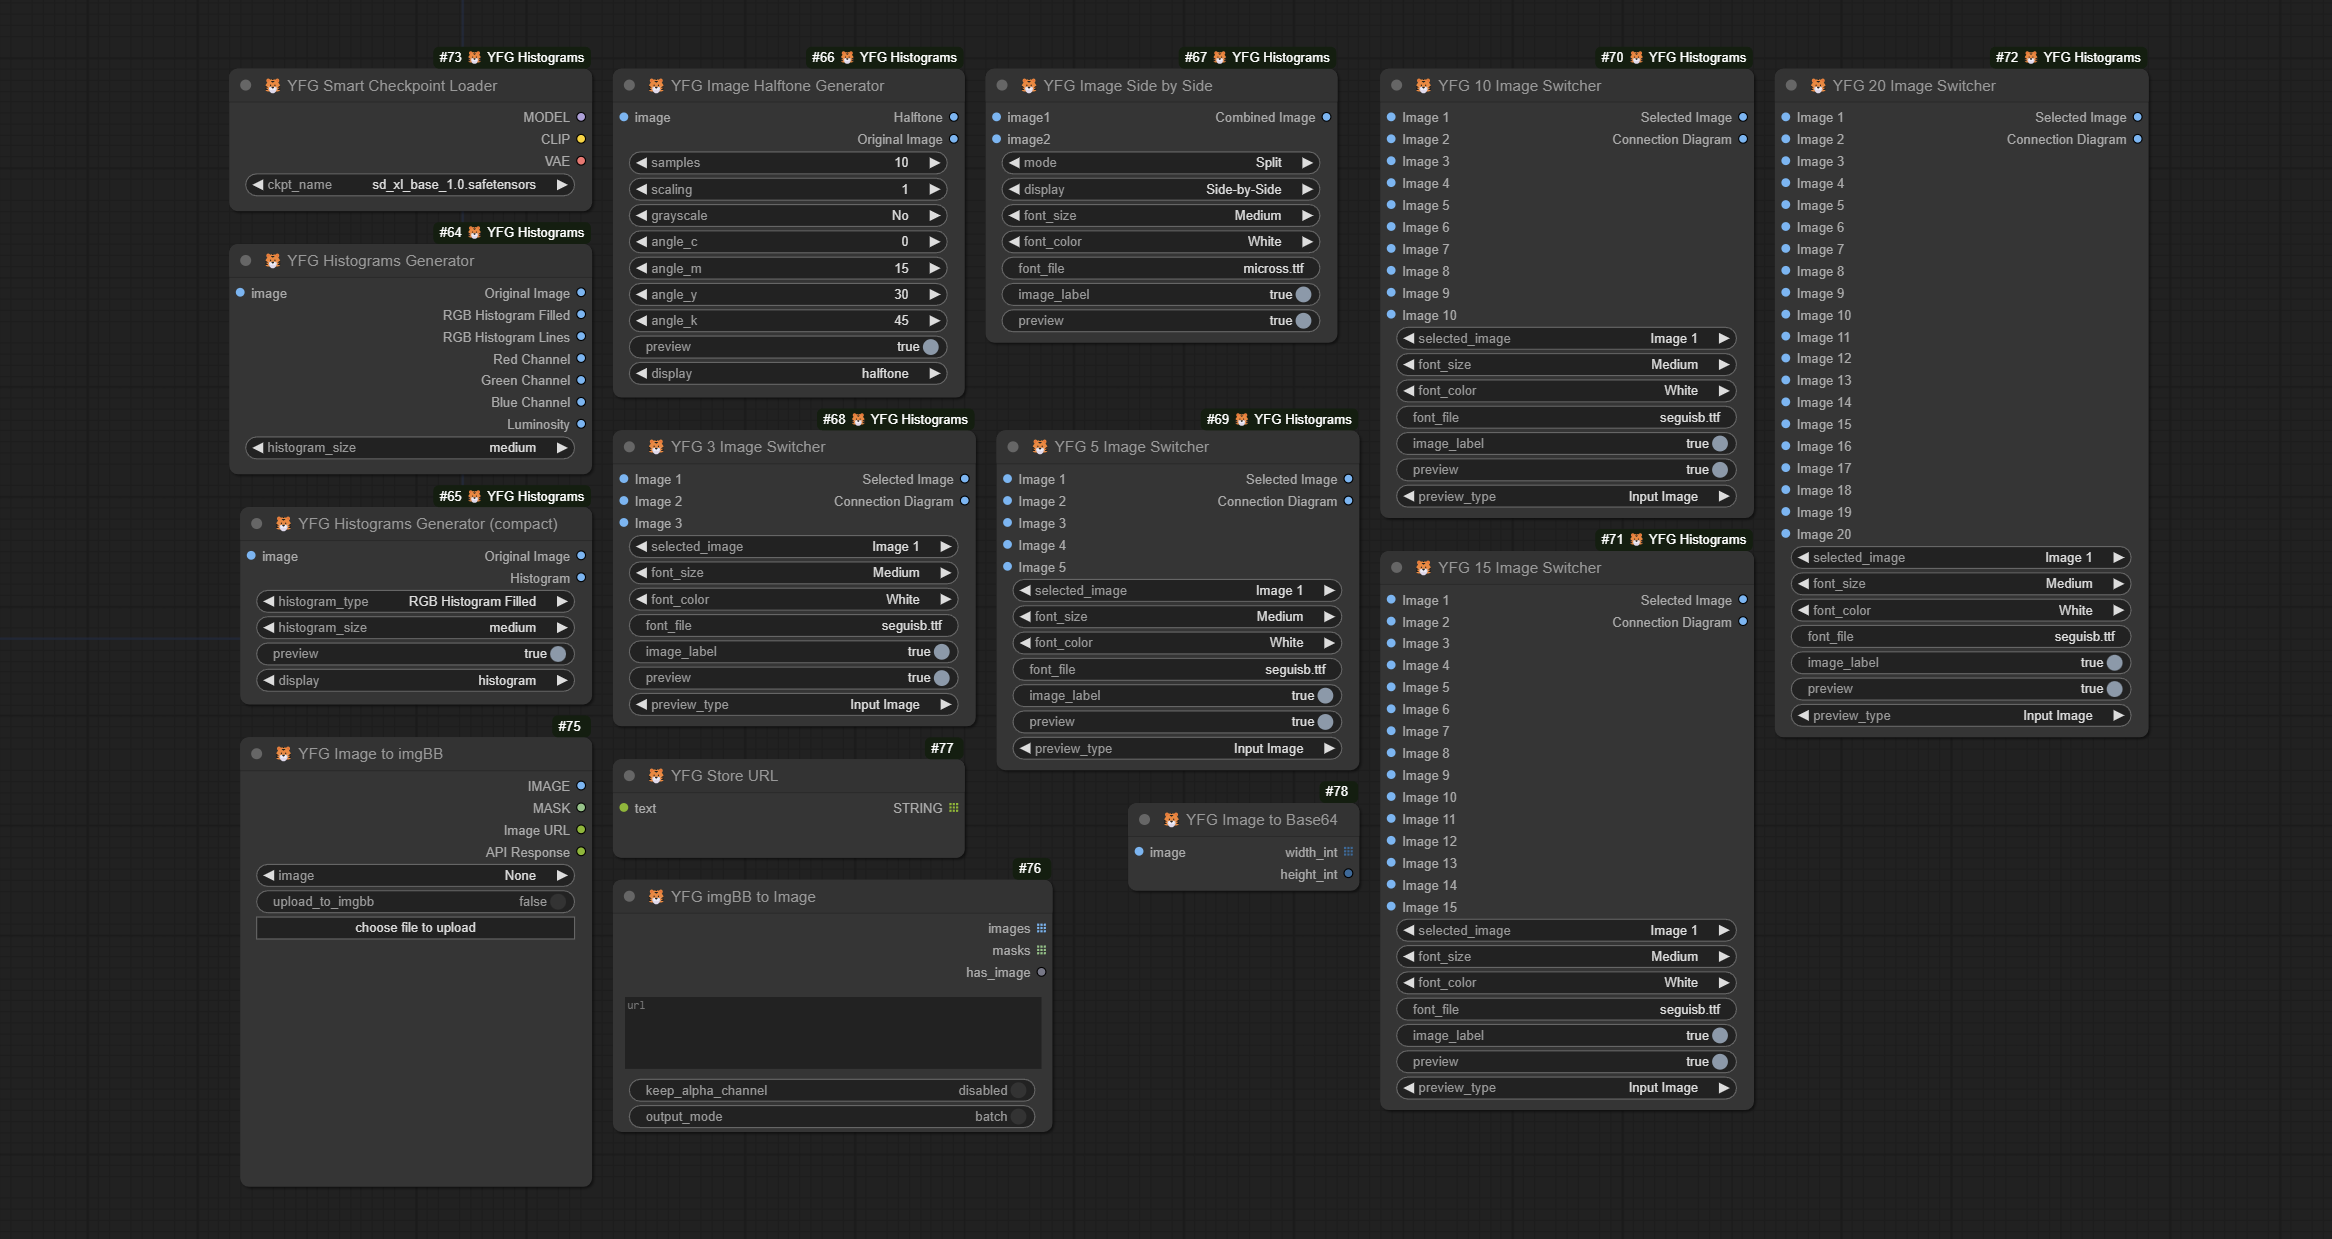 #73 YFG Histograms
YFG Smart Checkpoint Loader
MODEL
CLIP
VAE
ckpt_name sd_xl_base_1.0.safetensors
#64 YFG Histograms
YFG Histograms Generator
image Original Image
RGB Histogram Filled
RGB Histogram Lines
Red Channel
Green Channel
Blue Channel
Luminosity
histogram_size medium
#65 YFG Histograms
YFG Histograms Generator (compact)
image Original Image
Histogram
histogram_type RGB Histogram Filled
histogram_size medium
preview true
display histogram
#75
YFG Image to imgBB
IMAGE
MASK
Image URL
API Response
image None
upload_to_imgbb false
choose file to upload
#66 YFG Histograms
YFG Image Halftone Generator
image Halftone
Original Image
samples 10
scaling 1
grayscale No
angle_c 0
angle_m 15
angle_y 30
angle_k 45
preview true
display halftone
#68 YFG Histograms
YFG 3 Image Switcher
Image 1 Selected Image
Image 2 Connection Diagram
Image 3
selected_image Image 1
font_size Medium
font_color White
font_file seguisb.ttf
image_label true
preview true
preview_type Input Image
#77
YFG Store URL
text STRING
#76
YFG imgBB to Image
images
masks
has_image
url
keep_alpha_channel disabled
output_mode batch
#67 YFG Histograms
YFG Image Side by Side
image1 Combined Image
image2
mode Split
display Side-by-Side
font_size Medium
font_color White
font_file micross.ttf
image_label true
preview true
#69 YFG Histograms
YFG 5 Image Switcher
Image 1 Selected Image
Image 2 Connection Diagram
Image 3
Image 4
Image 5
selected_image Image 1
font_size Medium
font_color White
font_file seguisb.ttf
image_label true
preview true
preview_type Input Image
#78
YFG Image to Base64
image width_int
height_int
#70 YFG Histograms
YFG 10 Image Switcher
Image 1 Selected Image
Image 2 Connection Diagram
Image 3
Image 4
Image 5
Image 6
Image 7
Image 8
Image 9
Image 10
selected_image Image 1
font_size Medium
font_color White
font_file seguisb.ttf
image_label true
preview true
preview_type Input Image
#71 YFG Histograms
YFG 15 Image Switcher
Image 1 Selected Image
Image 2 Connection Diagram
Image 3
Image 4
Image 5
Image 6
Image 7
Image 8
Image 9
Image 10
Image 11
Image 12
Image 13
Image 14
Image 15
selected_image Image 1
font_size Medium
font_color White
font_file seguisb.ttf
image_label true
preview true
preview_type Input Image
#72 YFG Histograms
YFG 20 Image Switcher
Image 1 Selected Image
Image 2 Connection Diagram
Image 3
Image 4
Image 5
Image 6
Image 7
Image 8
Image 9
Image 10
Image 11
Image 12
Image 13
Image 14
Image 15
Image 16
Image 17
Image 18
Image 19
Image 20
selected_image Image 1
font_size Medium
font_color White
font_file seguisb.ttf
image_label true
preview true
preview_type Input Image